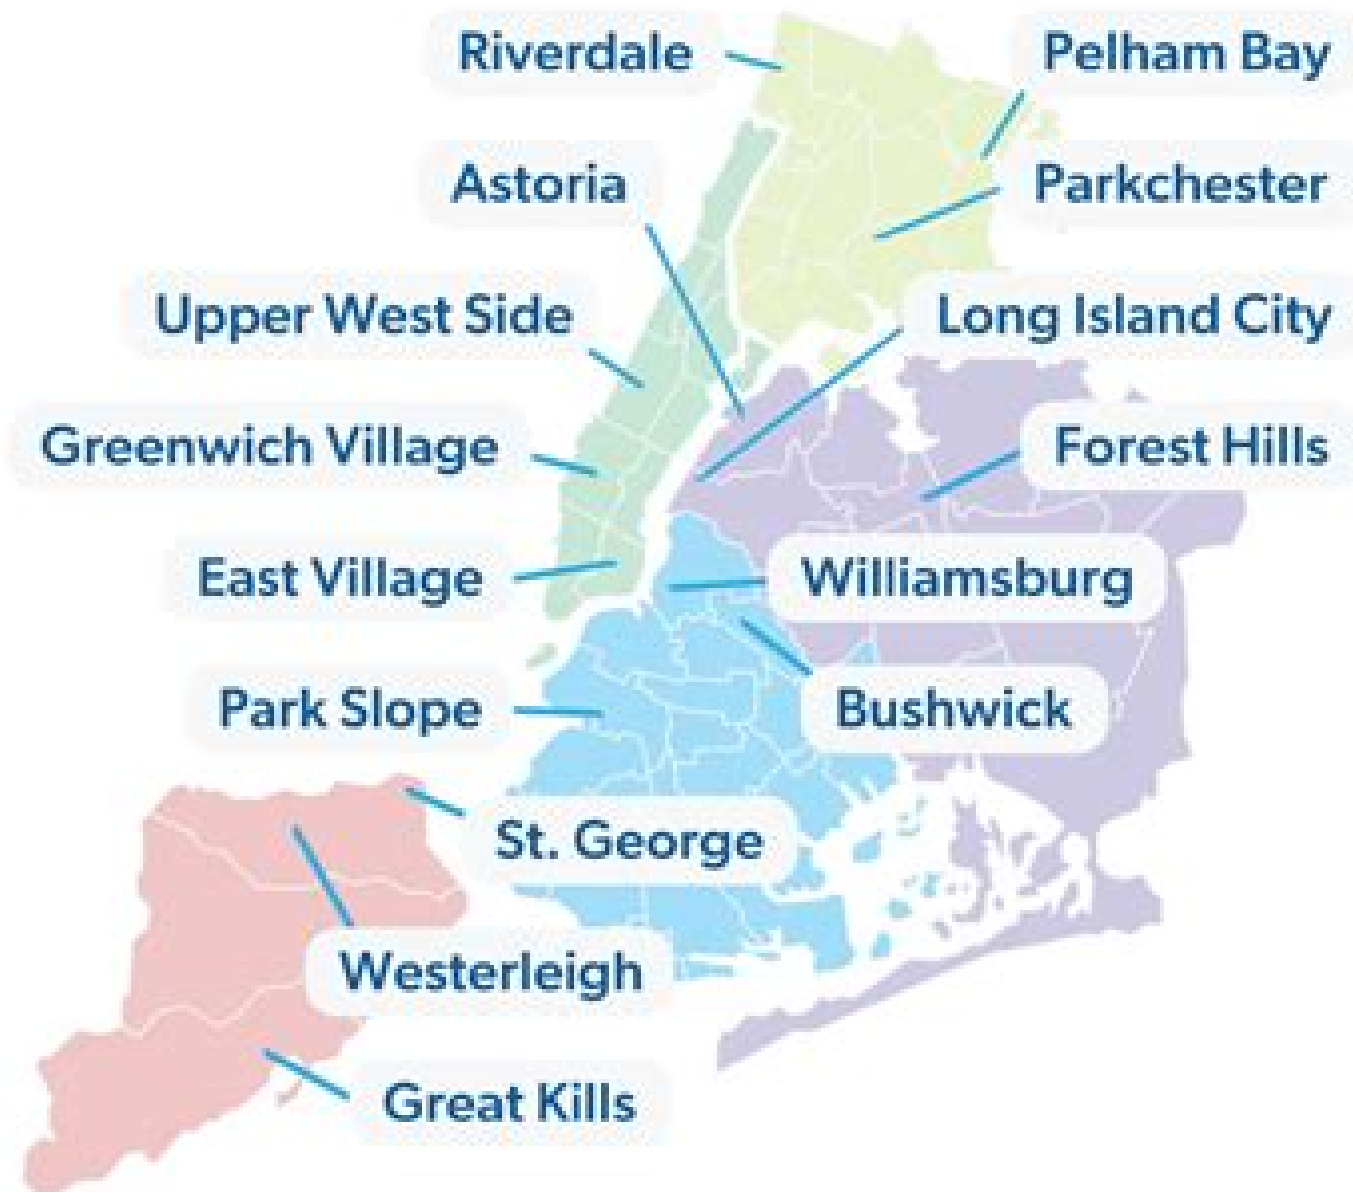 Riverdale
Pelham Bay
Astoria
Parkchester
Upper West Side
Long Island City
Greenwich Village
Forest Hills
East Village
Williamsburg
Park Slope
Bushwick
St. George
Westerleigh
Great Kills